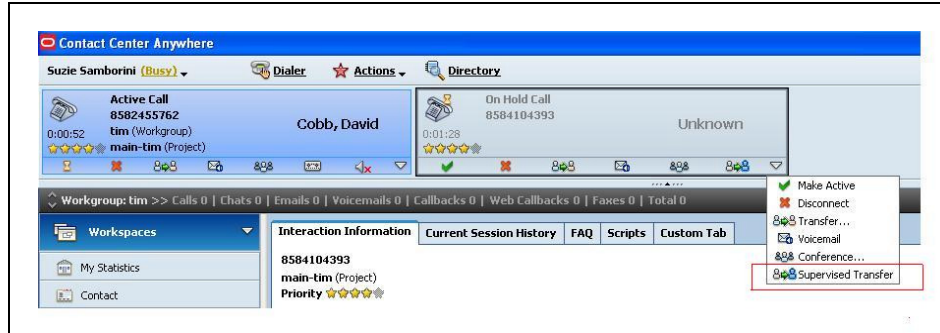 Contact Center Anywhere
Suzie Samborini (Busy) Dialer Actions Directory
Active Call
8582455762
tim (Workgroup)
main-tim (Project)
0:00:52
Cobb, David
On Hold Call
8584104393
0:01:28
Unknown
Workgroup: tim >> Calls 0 | Chats 0 | Emails 0 | Voicemails 0 | Callbacks 0 | Web Callbacks 0 | Faxes 0 | Total 0
Make Active
Disconnect
Transfer...
Voicemail
Conference...
Supervised Transfer
Workspaces
My Statistics
Contact
Interaction Information Current Session History FAQ Scripts Custom Tab
8584104393
main-tim (Project)
Priority